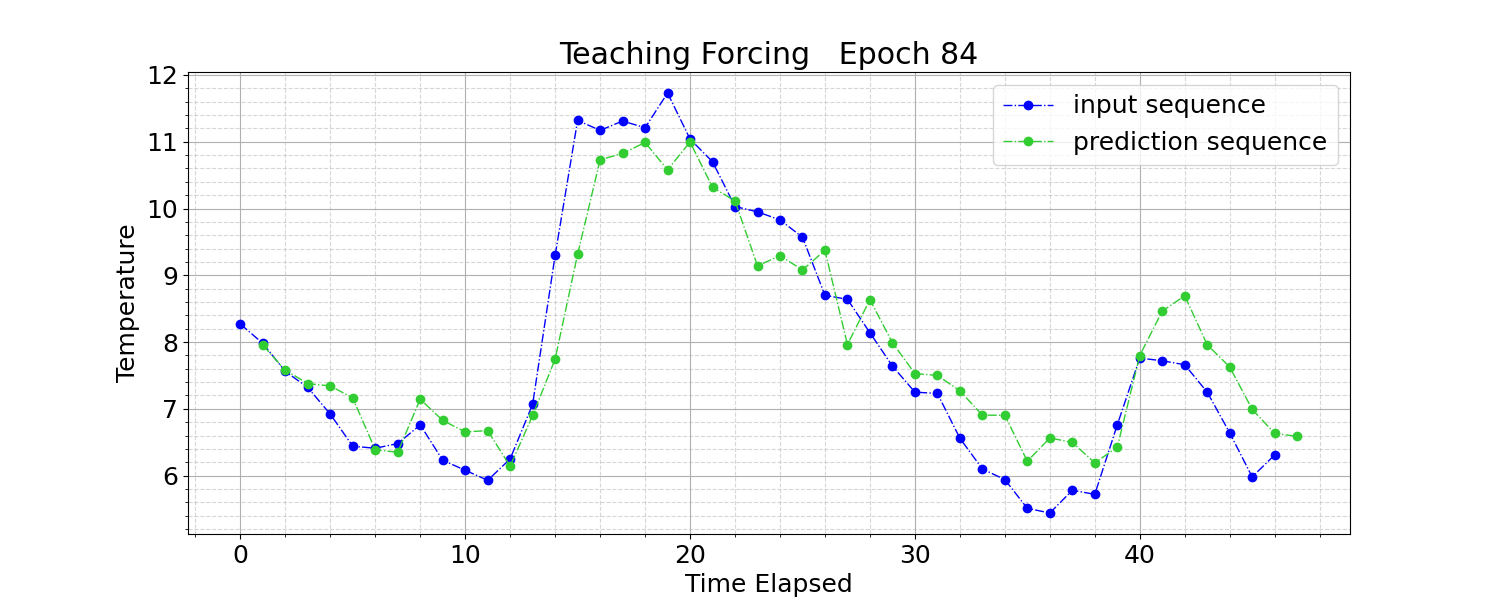 Teaching Forcing   Epoch 84
12
11
10
9
8
7
6
Temperature
input sequence
prediction sequence
0 10 20 30 40
Time Elapsed